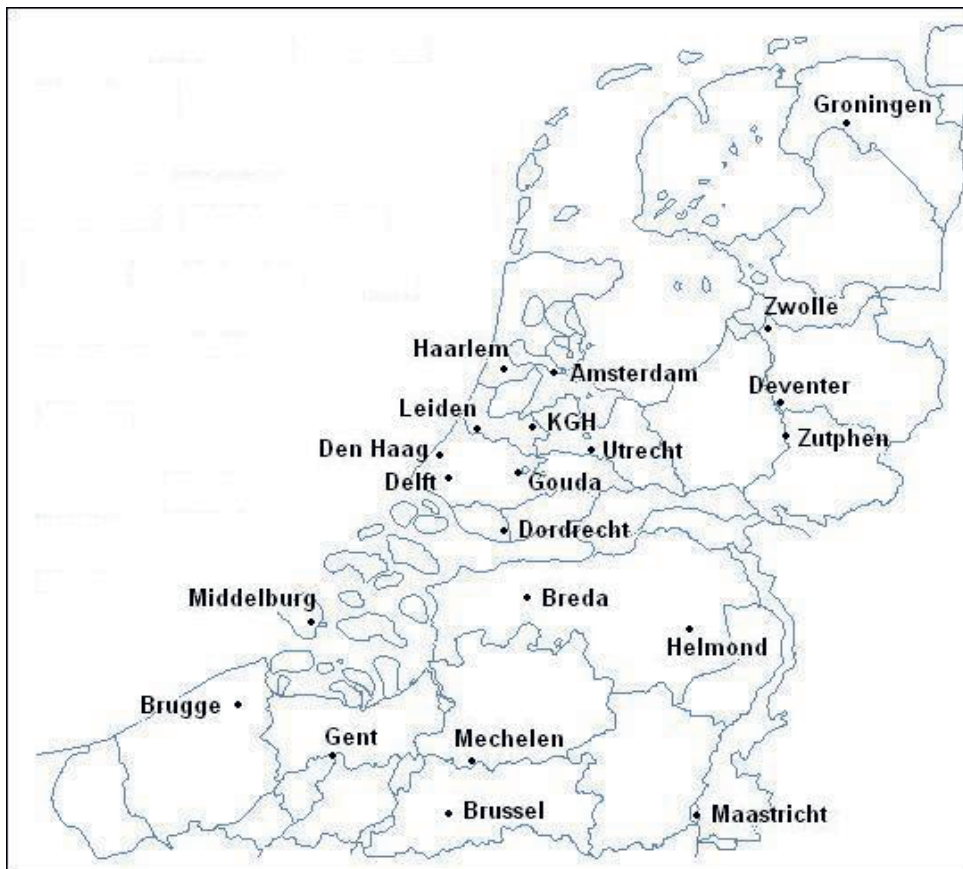 Groningen
Zwolle
Haarlem
Amsterdam
Deventer
Leiden
KGH
Zutphen
Den Haag
Utrecht
Delft
Gouda
Dordrecht
Middelburg
Breda
Helmond
Brugge
Gent
Mechelen
Brussel
Maastricht